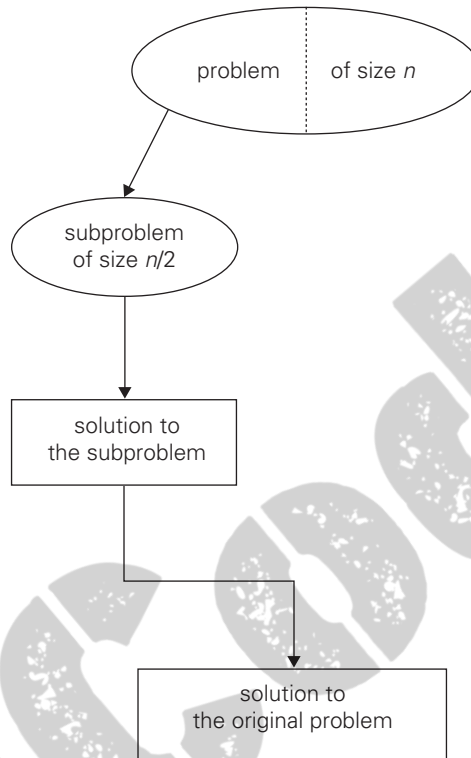 problem of size n
subproblem
of size n/2
solution to
the subproblem
solution to
the original problem